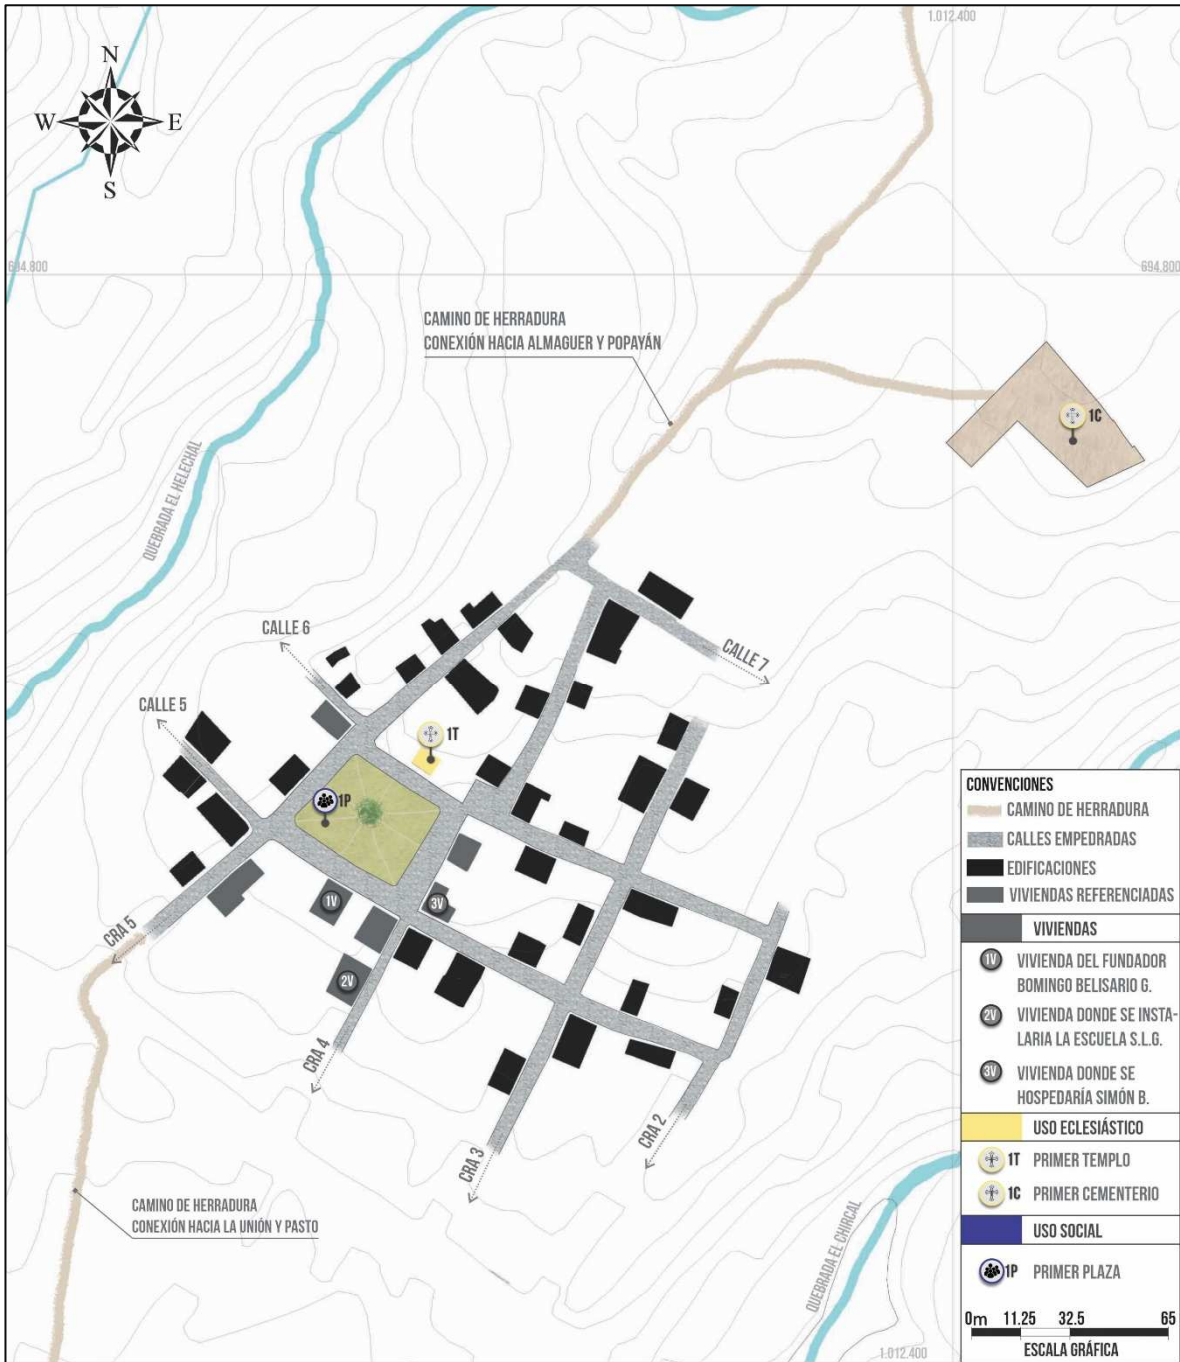 1.012.400
N
W
E
S
694.800
694.800
CAMINO DE HERRADURA
CONEXIÓN HACIA ALMAGUER Y POPAYÁN
1C
QUEBRADA EL HELECHAL
CALLE 6
CALLE 7
CALLE 5
1T
1P
1V
3V
CRA 5
2V
CRA 4
CRA 3
CRA 2
CAMINO DE HERRADURA
CONEXIÓN HACIA LA UNIÓN Y PASTO
QUEBRADA EL CHIRCAL
1.012.400
CONVENCIONES
CAMINO DE HERRADURA
CALLES EMPEDRADAS
EDIFICACIONES
VIVIENDAS REFERENCIADAS
VIVIENDAS
1V VIVIENDA DEL FUNDADOR
BOMINGO BELISARIO G.
2V VIVIENDA DONDE SE INSTA-
LARIA LA ESCUELA S.L.G.
3V VIVIENDA DONDE SE
HOSPEDARÍA SIMÓN B.
USO ECLESIÁSTICO
1T PRIMER TEMPLO
1C PRIMER CEMENTERIO
USO SOCIAL
1P PRIMER PLAZA
0m 11.25 32.5 65
ESCALA GRÁFICA